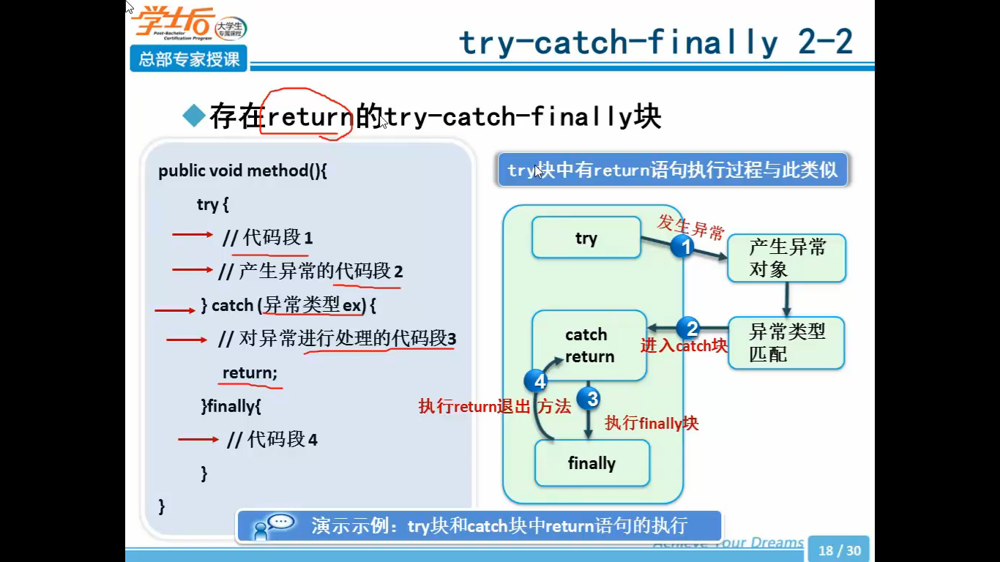 学士后
Post-Bachelor
Certification Program
大学生
专属课程
总部专家授课
try-catch-finally 2-2
存在return的try-catch-finally块
public void method(){
try {
// 代码段1
// 产生异常的代码段2
} catch (异常类型ex) {
// 对异常进行处理的代码段3
return;
}finally{
// 代码段4
}
}
try块中有return语句执行过程与此类似
try
发生异常
1
产生异常
对象
catch
return
2
进入catch块
异常类型
匹配
4
执行return退出 方法
3
执行finally块
finally
演示示例：try块和catch块中return语句的执行
Achieve Your Dreams
18 / 30